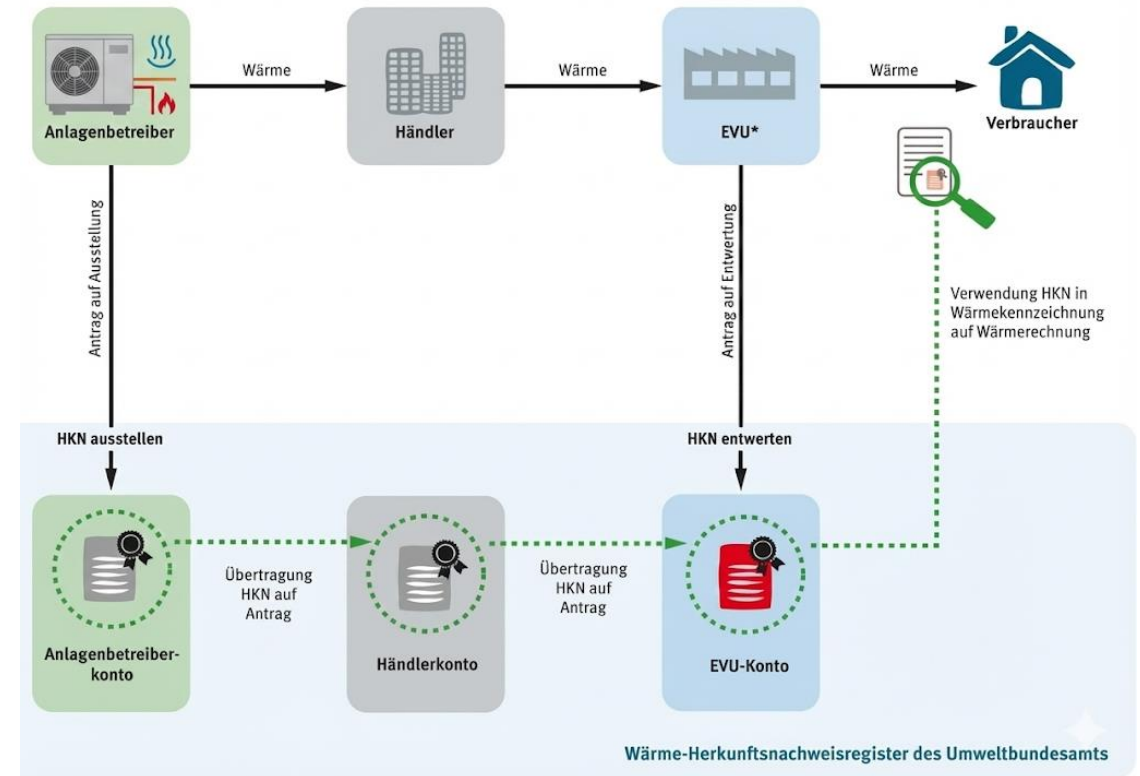 Wärme
Wärme
Wärme
Anlagenbetreiber
Händler
EVU*
Verbraucher
Antrag auf Ausstellung
Antrag auf Entwertung
Verwendung HKN in
Wärmekennzeichnung
auf Wärmerechnung
HKN ausstellen
HKN entwerten
Übertragung
HKN auf
Antrag
Übertragung
HKN auf
Antrag
Anlagenbetreiber-
konto
Händlerkonto
EVU-Konto
Wärme-Herkunftsnachweisregister des Umweltbundesamts